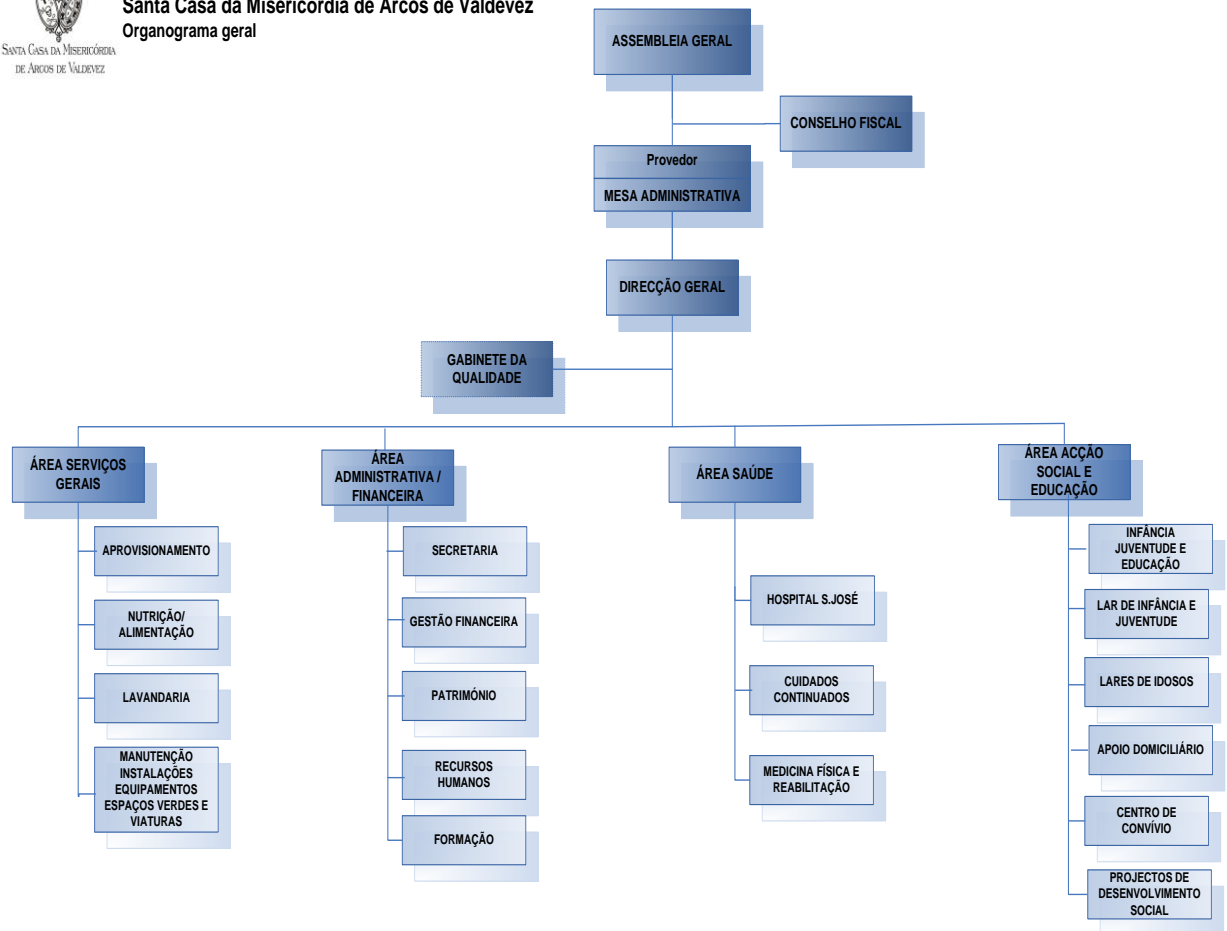 Santa Casa da Misericórdia de Arcos de Valdevez
Organograma geral
SANTA CASA DA MISERICÓRDIA
DE ARCOS DE VALDEVEZ
ASSEMBLEIA GERAL
CONSELHO FISCAL
Provedor
MESA ADMINISTRATIVA
DIRECÇÃO GERAL
GABINETE DA
QUALIDADE
ÁREA SERVIÇOS
GERAIS
APROVISIONAMENTO
NUTRIÇÃO/
ALIMENTAÇÃO
LAVANDARIA
MANUTENÇÃO
INSTALAÇÕES
EQUIPAMENTOS
ESPAÇOS VERDES E
VIATURAS
ÁREA
ADMINISTRATIVA /
FINANCEIRA
SECRETARIA
GESTÃO FINANCEIRA
PATRIMÓNIO
RECURSOS
HUMANOS
FORMAÇÃO
ÁREA SAÚDE
HOSPITAL S.JOSÉ
CUIDADOS
CONTINUADOS
MEDICINA FÍSICA E
REABILITAÇÃO
ÁREA ACÇÃO
SOCIAL E
EDUCAÇÃO
INFÂNCIA
JUVENTUDE E
EDUCAÇÃO
LAR DE INFÂNCIA E
JUVENTUDE
LARES DE IDOSOS
APOIO DOMICILIÁRIO
CENTRO DE
CONVÍVIO
PROJECTOS DE
DESENVOLVIMENTO
SOCIAL